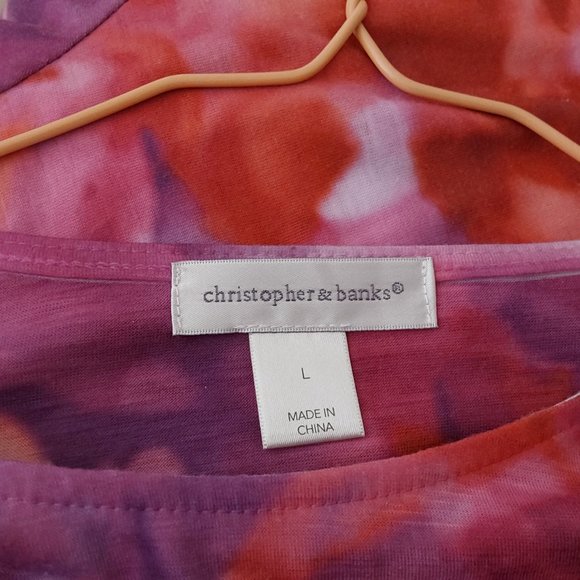 christopher & banks®
L
MADE IN
CHINA